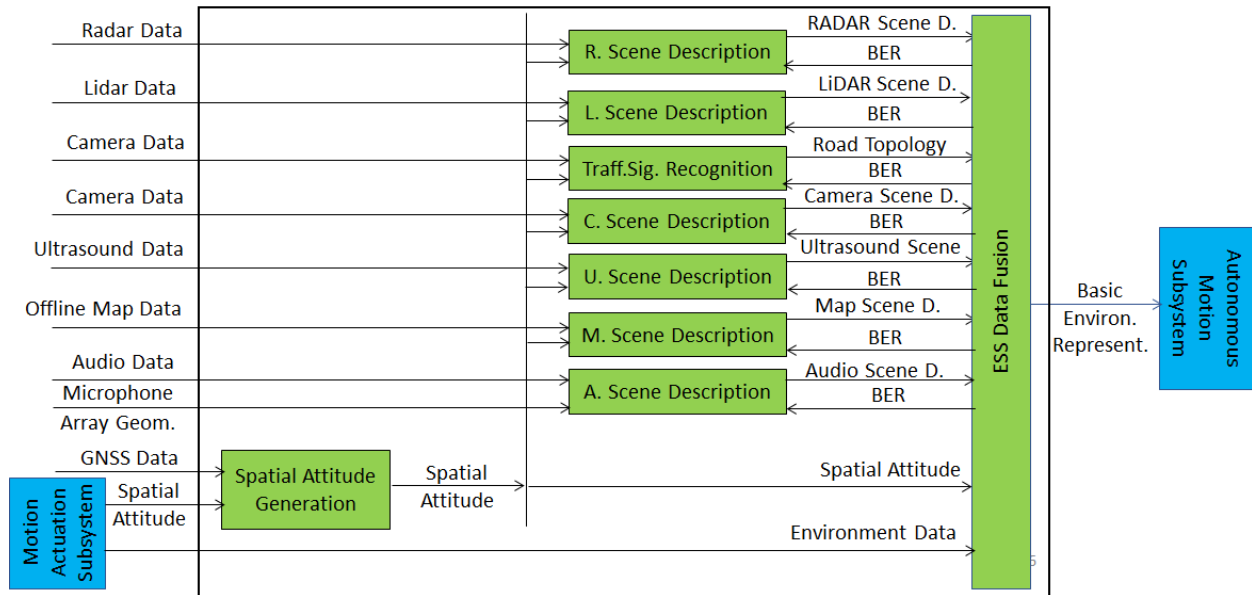 Radar Data
R. Scene Description
RADAR Scene D.
BER
Lidar Data
L. Scene Description
LiDAR Scene D.
BER
Camera Data
Traff.Sig. Recognition
Road Topology
BER
Camera Data
C. Scene Description
Camera Scene D.
BER
Ultrasound Data
U. Scene Description
Ultrasound Scene
BER
Offline Map Data
M. Scene Description
Map Scene D.
BER
Audio Data
Microphone
Array Geom.
A. Scene Description
Audio Scene D.
BER
GNSS Data
Spatial
Attitude
Motion
Actuation
Subsystem
Spatial Attitude
Generation
Spatial
Attitude
Spatial Attitude
Environment Data
ESS Data Fusion
Basic
Environ.
Represent.
Autonomous
Motion
Subsystem